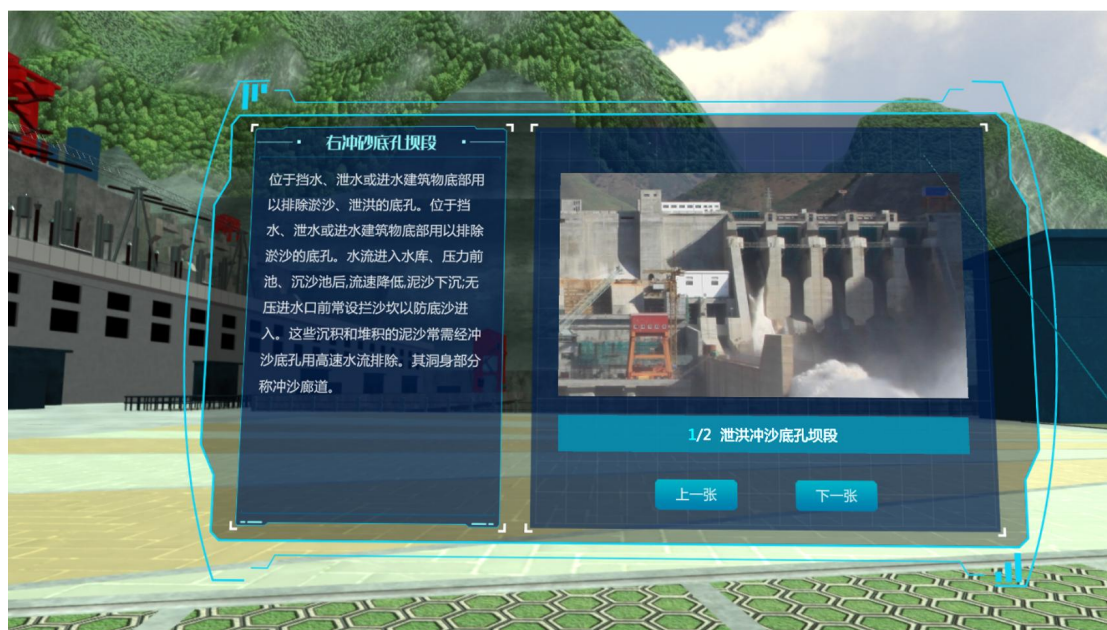 右冲砂底孔坝段
位于挡水、泄水或进水建筑物底部用
以排除淤沙、泄洪的底孔。位于挡
水、泄水或进水建筑物底部用以排除
淤沙的底孔。水流进入水库、压力前
池、沉沙池后,流速降低,泥沙下沉;无
压进水口前常设拦沙坎以防底沙进
入。这些沉积和堆积的泥沙常需经冲
沙底孔用高速水流排除。其洞身部分
称冲沙廊道。
1/2 泄洪冲沙底孔坝段
上一张
下一张